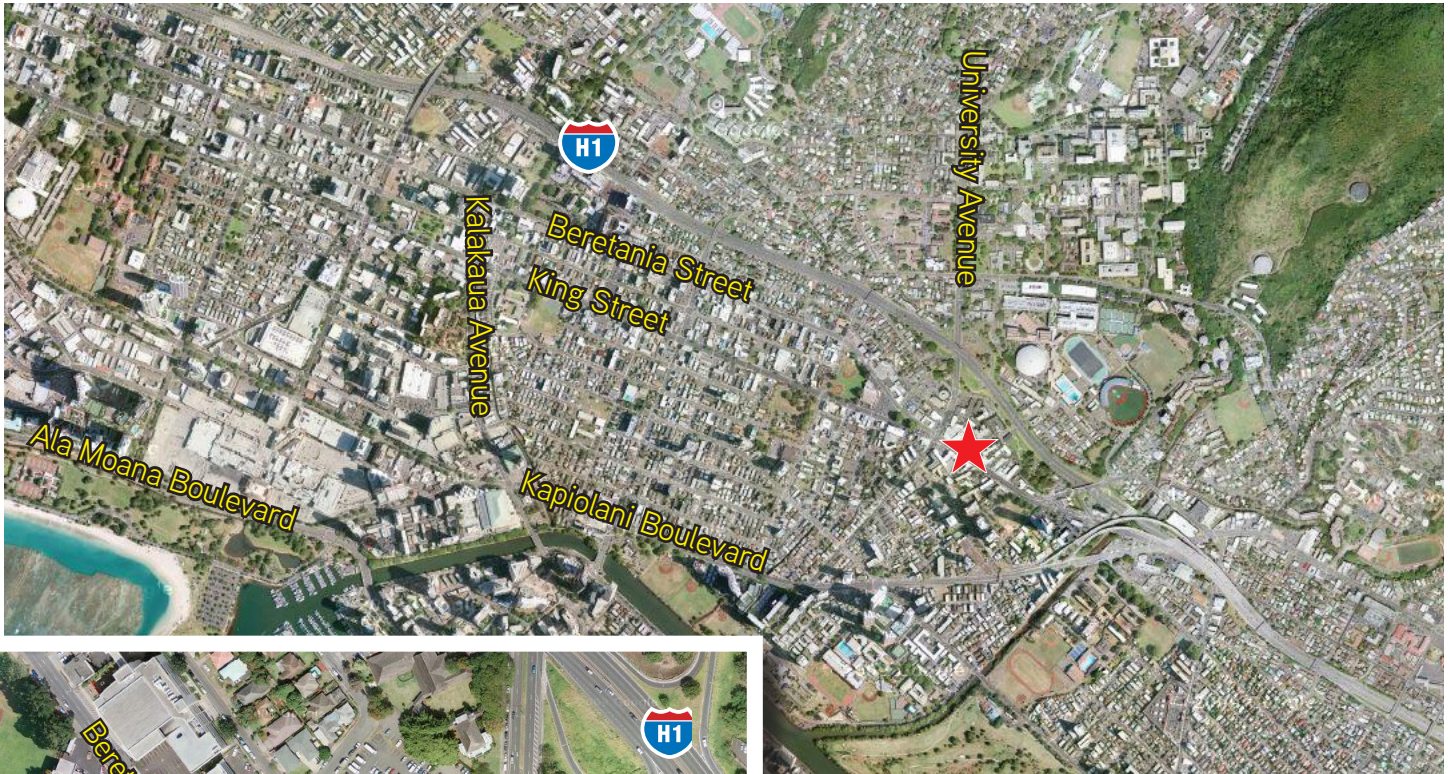 H1
University Avenue
Kalakaua Avenue
Beretania Street
King Street
Ala Moana Boulevard
Kapiolani Boulevard
H1